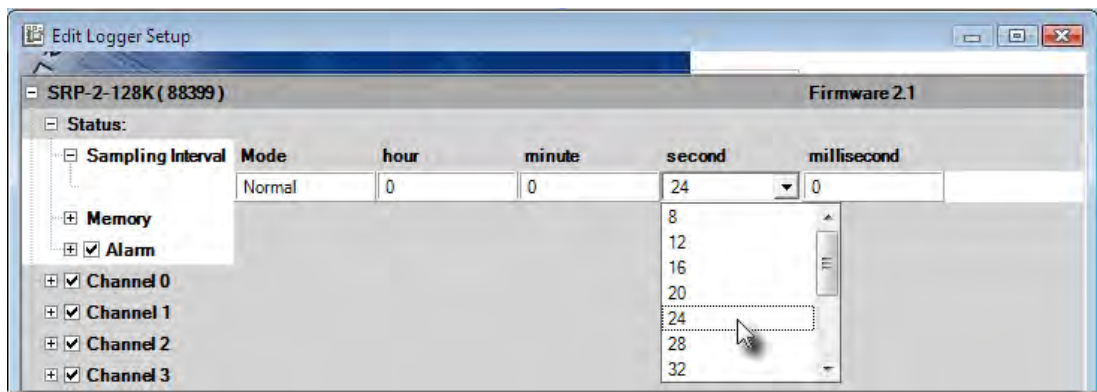 Edit Logger Setup
SRP-2-128K ( 88399 ) Firmware 2.1
Status:
Sampling Interval Mode hour minute second millisecond
Normal 0 0 24 0
8
Memory
12
Alarm
16
Channel 0
20
Channel 1
24
Channel 2
28
Channel 3
32